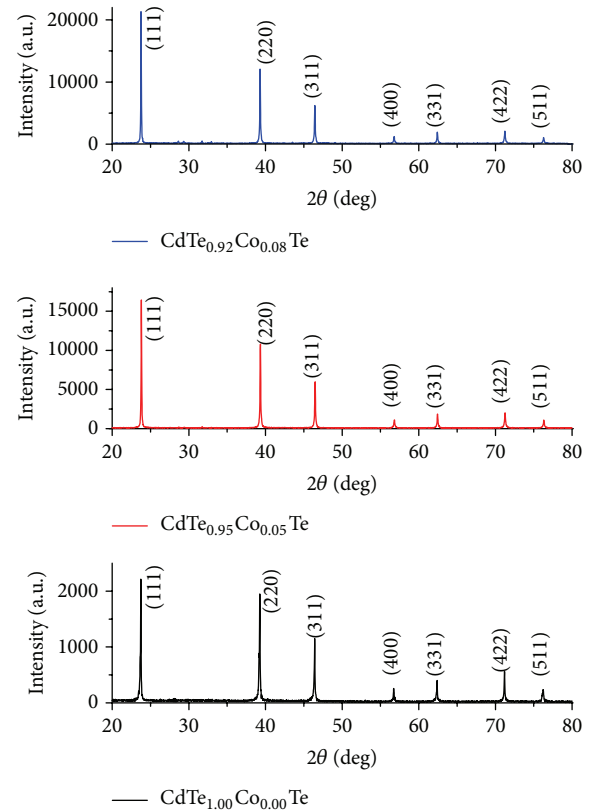 Intensity (a.u.)
20000
10000
0
(111)
(220)
(311)
(400)
(331)
(422)
(511)
20 30 40 50 60 70 80
2θ (deg)
CdTe₀.₉₂Co₀.₀₈Te
Intensity (a.u.)
15000
10000
5000
0
(111)
(220)
(311)
(400)
(331)
(422)
(511)
20 30 40 50 60 70 80
2θ (deg)
CdTe₀.₉₅Co₀.₀₅Te
Intensity (a.u.)
2000
1000
0
(111)
(220)
(311)
(400)
(331)
(422)
(511)
20 30 40 50 60 70 80
2θ (deg)
CdTe₁.₀₀Co₀.₀₀Te